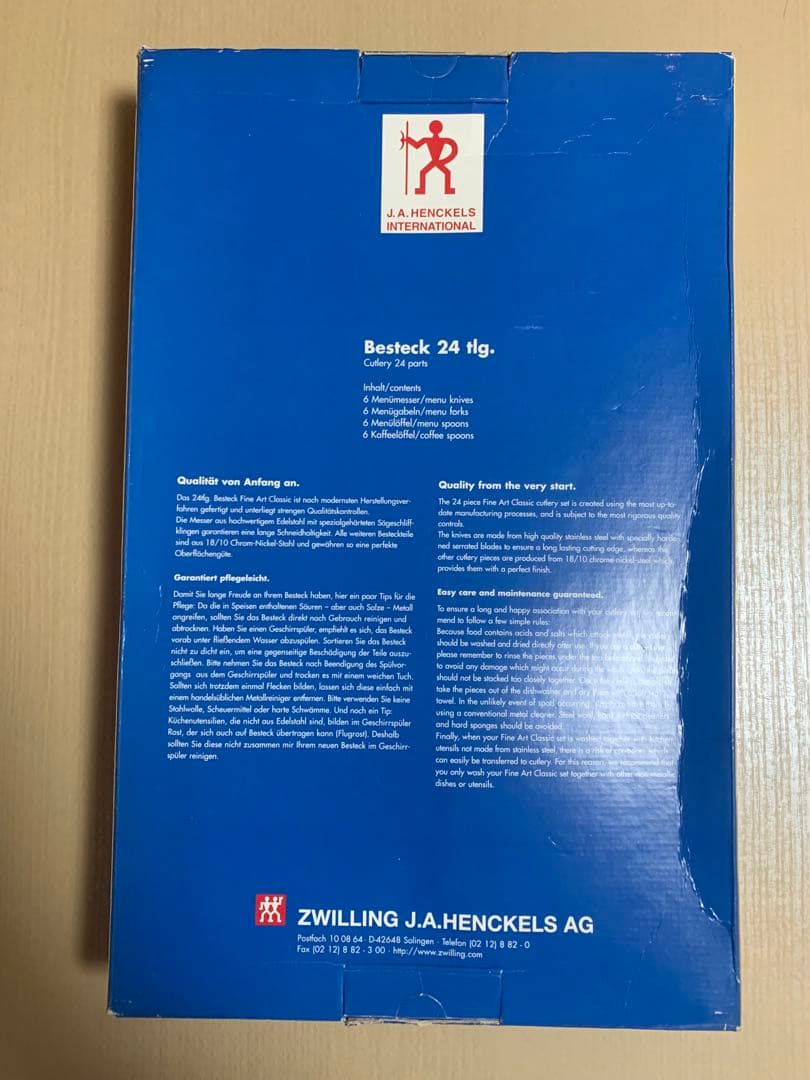 J.A.HENCKELS
INTERNATIONAL
Besteck 24 tlg.
Cutlery 24 parts
Inhalt/contents
6 Menümesser/menu knives
6 Menügabeln/menu forks
6 Menülöffel/menu spoons
6 Kaffeelöffel/coffee spoons
Qualität von Anfang an.
Das 24tlg. Besteck Fine Art Classic ist nach modernsten Herstellungsver-
fahren gefertigt und unterliegt strengen Qualitätskontrollen.
Die Messer aus hochwertigem Edelstahl mit spezialgehärteten Sägeschliff-
klingen garantieren eine lange Schneidhaltigkeit. Alle weiteren Besteckteile
sind aus 18/10 Chrom-Nickel-Stahl und gewähren so eine perfekte
Oberflächengüte.
Garantiert pflegeleicht.
Damit Sie lange Freude an Ihrem Besteck haben, hier ein paar Tips für die
Pflege: Da die in Speisen enthaltenen Säuren – aber auch Salze – Metall
angreifen, sollten Sie das Besteck direkt nach Gebrauch reinigen und
abtrocknen. Haben Sie einen Geschirrspüler, empfiehlt es sich, das Besteck
vorab unter fließendem Wasser abzuspülen. Sortieren Sie das Besteck
nicht zu dicht ein, um eine gegenseitige Beschädigung der Teile auszu-
schließen. Bitte nehmen Sie das Besteck nach Beendigung des Spülvor-
gangs aus dem Geschirrspüler und trocken es mit einem weichen Tuch.
Sollten sich trotzdem einmal Flecken bilden, lassen sich diese einfach mit
einem handelsüblichen Metallreiniger entfernen. Bitte verwenden Sie keine
Stahlwolle, Scheuermittel oder harte Schwämme. Und noch ein Tip:
Küchenutensilien, die nicht aus Edelstahl sind, bilden im Geschirrspüler
Rost, der sich auch auf Besteck übertragen kann (Flugrost). Deshalb
sollten Sie diese nicht zusammen mir Ihrem neuen Besteck im Geschirr-
spüler reinigen.
Quality from the very start.
The 24 piece Fine Art Classic cutlery set is created using the most up-to-
date manufacturing processes, and is subject to the most rigorous quality
controls.
The knives are made from high quality stainless steel with specially harde-
ned serrated blades to ensure a long lasting cutting edge, whereas the
other cutlery pieces are produced from 18/10 chrome-nickel-steel which
provides them with a perfect finish.
Easy care and maintenance guaranteed.
To ensure a long and happy association with your cutlery set, we recom-
mend to follow a few simple rules:
Because food contains acids and salts which attack
should be washed and dried directly after use. If you
please remember to rinse the pieces under the tap
to avoid any damage which might occur during the
should not be stacked too closely together.
take the pieces out of the dishwasher and dry
towel. In the unlikely event of spots occurring,
using a conventional metal cleaner. Steel wool,
and hard sponges should be avoided.
Finally, when your Fine Art Classic set is washed together with kitchen
utensils not made from stainless steel, there is a risk of which
can easily be transferred to cutlery. For this reason, we recommend that
you only wash your Fine Art Classic set together with other
dishes or utensils.
ZWILLING J.A.HENCKELS AG
Postfach 10 08 64 · D-42648 Solingen · Telefon (02 12) 8 82 - 0
Fax (02 12) 8 82 - 3 00 · http://www.zwilling.com